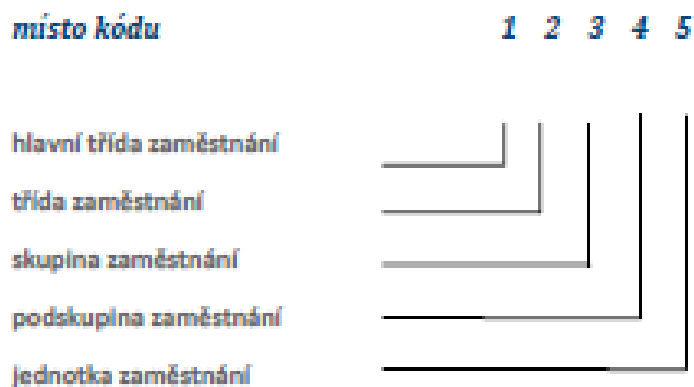 místo kódu 1 2 3 4 5
hlavní třída zaměstnání
třída zaměstnání
skupina zaměstnání
podskupina zaměstnání
jednotka zaměstnání